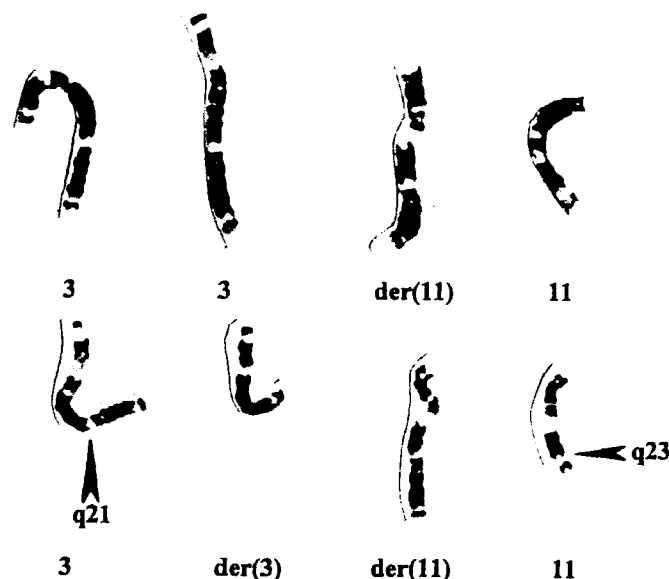 3 3 der(11) 11
q23
q21
3 der(3) der(11) 11